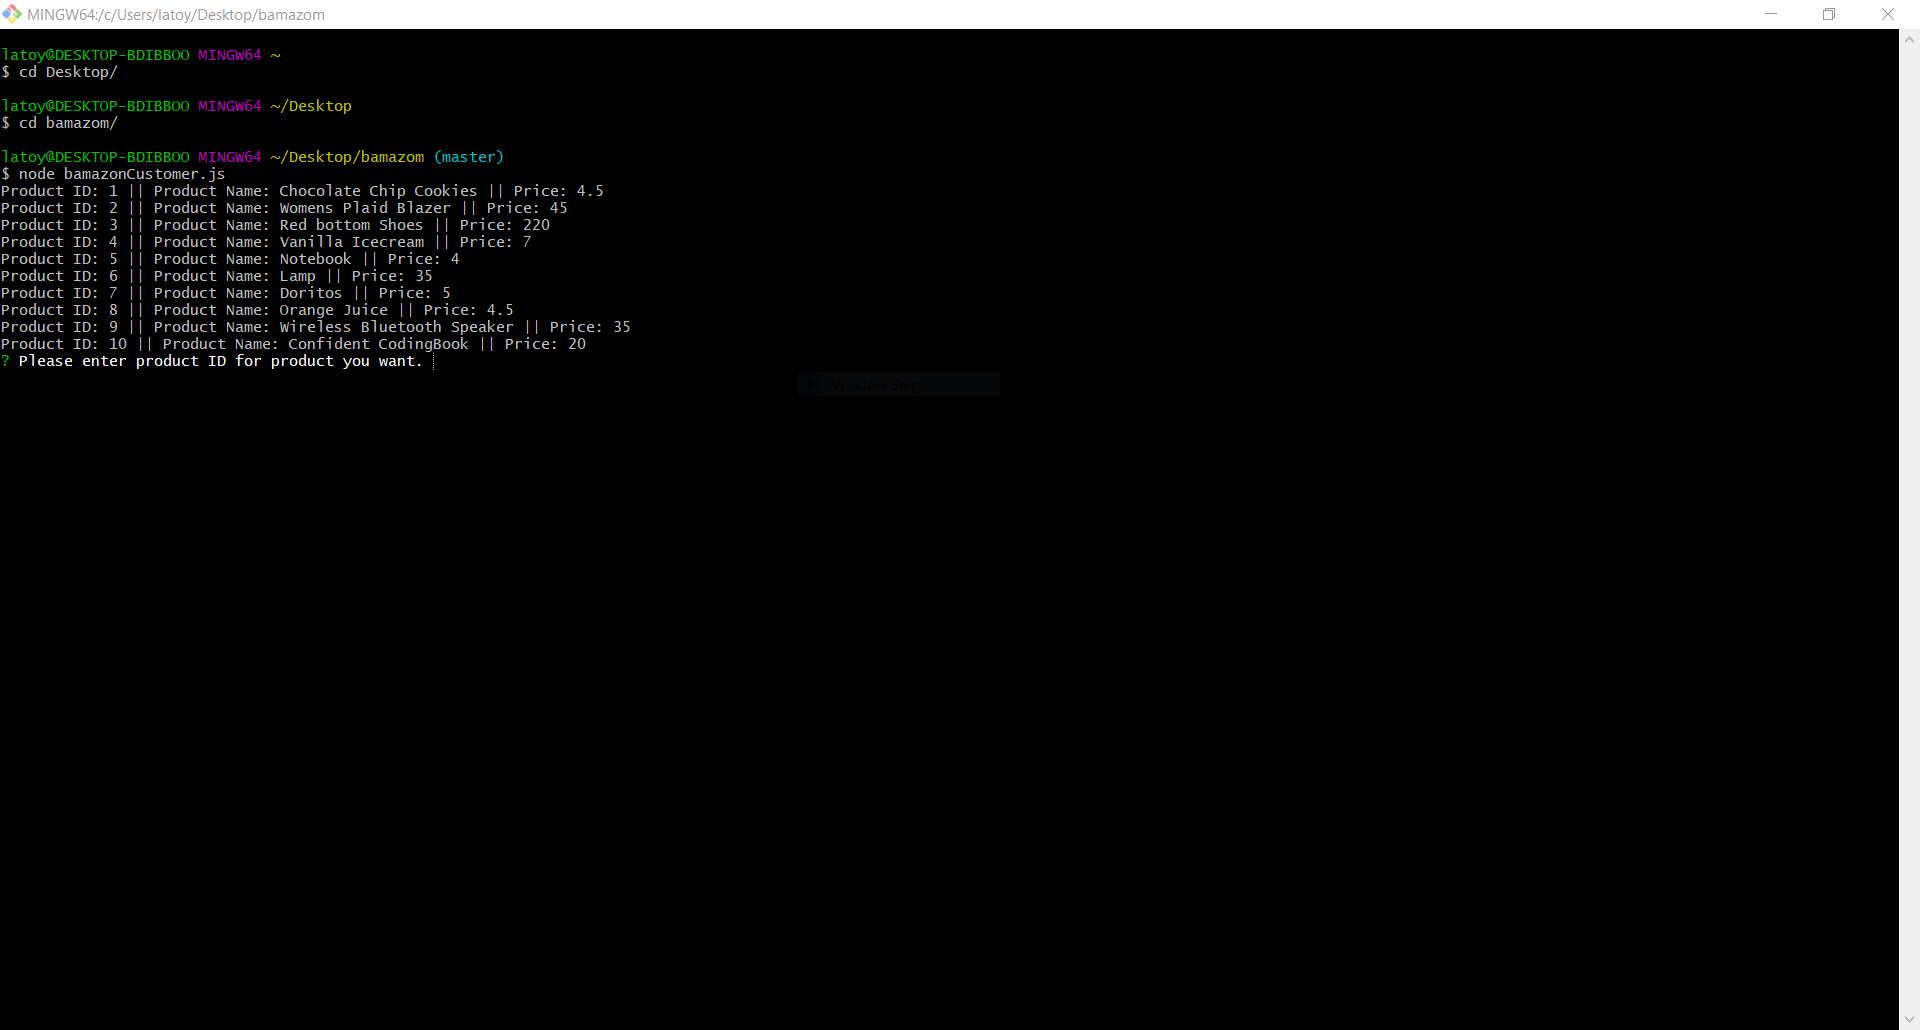 MINGW64:/c/Users/latoy/Desktop/bamazom
latoy@DESKTOP-BDIBBOO MINGW64 ~
$ cd Desktop/
latoy@DESKTOP-BDIBBOO MINGW64 ~/Desktop
$ cd bamazom/
latoy@DESKTOP-BDIBBOO MINGW64 ~/Desktop/bamazom (master)
$ node bamazonCustomer.js
Product ID: 1 || Product Name: Chocolate Chip Cookies || Price: 4.5
Product ID: 2 || Product Name: Womens Plaid Blazer || Price: 45
Product ID: 3 || Product Name: Red bottom Shoes || Price: 220
Product ID: 4 || Product Name: Vanilla Icecream || Price: 7
Product ID: 5 || Product Name: Notebook || Price: 4
Product ID: 6 || Product Name: Lamp || Price: 35
Product ID: 7 || Product Name: Doritos || Price: 5
Product ID: 8 || Product Name: Orange Juice || Price: 4.5
Product ID: 9 || Product Name: Wireless Bluetooth Speaker || Price: 35
Product ID: 10 || Product Name: Confident CodingBook || Price: 20
? Please enter product ID for product you want.
Window Snip